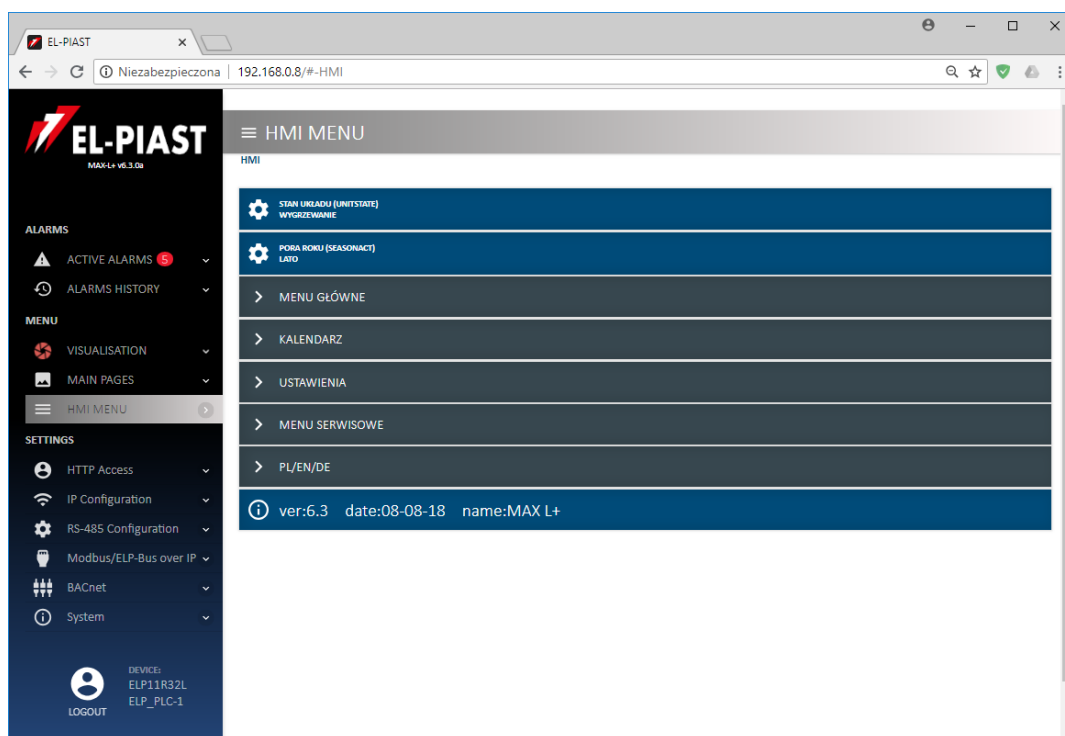 EL-PIAST
Niezabezpieczona
192.168.0.8/#-HMI
EL-PIAST
MAX-L+ v6.3.0a
ALARMS
ACTIVE ALARMS 5
ALARMS HISTORY
MENU
VISUALISATION
MAIN PAGES
HMI MENU
SETTINGS
HTTP Access
IP Configuration
RS-485 Configuration
Modbus/ELP-Bus over IP
BACnet
System
LOGOUT
DEVICE:
ELP11R32L
ELP_PLC-1
HMI MENU
HMI
STAN UKŁADU (UNITSTATE)
WYGRZEWANIE
PORA ROKU (SEASONACT)
LATO
MENU GŁÓWNE
KALENDARZ
USTAWIENIA
MENU SERWISOWE
PL/EN/DE
ver:6.3 date:08-08-18 name:MAX L+